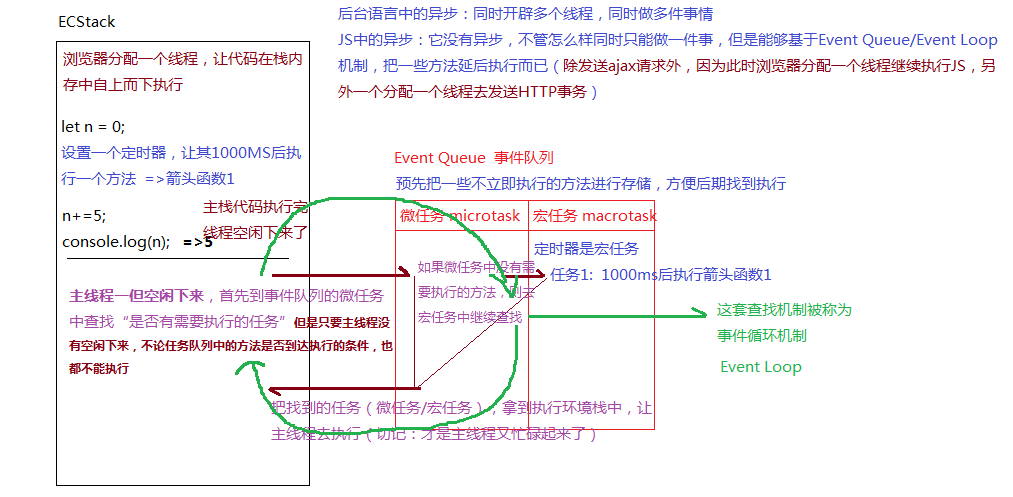 后台语言中的异步：同时开辟多个线程，同时做多件事情
JS中的异步：它没有异步，不管怎么样同时只能做一件事，但是能够基于Event Queue/Event Loop
机制，把一些方法延后执行而已（除发送ajax请求外，因为此时浏览器分配一个线程继续执行JS，另
外一个分配一个线程去发送HTTP事务）
ECStack
浏览器分配一个线程，让代码在栈内
存中自上而下执行
let n = 0;
设置一个定时器，让其1000MS后执
行一个方法 =>箭头函数1
n+=5;
console.log(n); =>5
主栈代码执行完
线程空闲下来了
主线程一但空闲下来，首先到事件队列的微任务
中查找“是否有需要执行的任务”但是只要主线程没
有空闲下来，不论任务队列中的方法是否到达执行的条件，也
都不能执行
Event Queue 事件队列
预先把一些不立即执行的方法进行存储，方便后期找到执行
微任务 microtask
宏任务 macrotask
定时器是宏任务
任务1: 1000ms后执行箭头函数1
如果微任务中没有需
要执行的方法，则去
宏任务中继续查找
这套查找机制被称为
事件循环机制
Event Loop
把找到的任务（微任务/宏任务），拿到执行环境栈中，让
主线程去执行（切记：才是主线程又忙碌起来了）